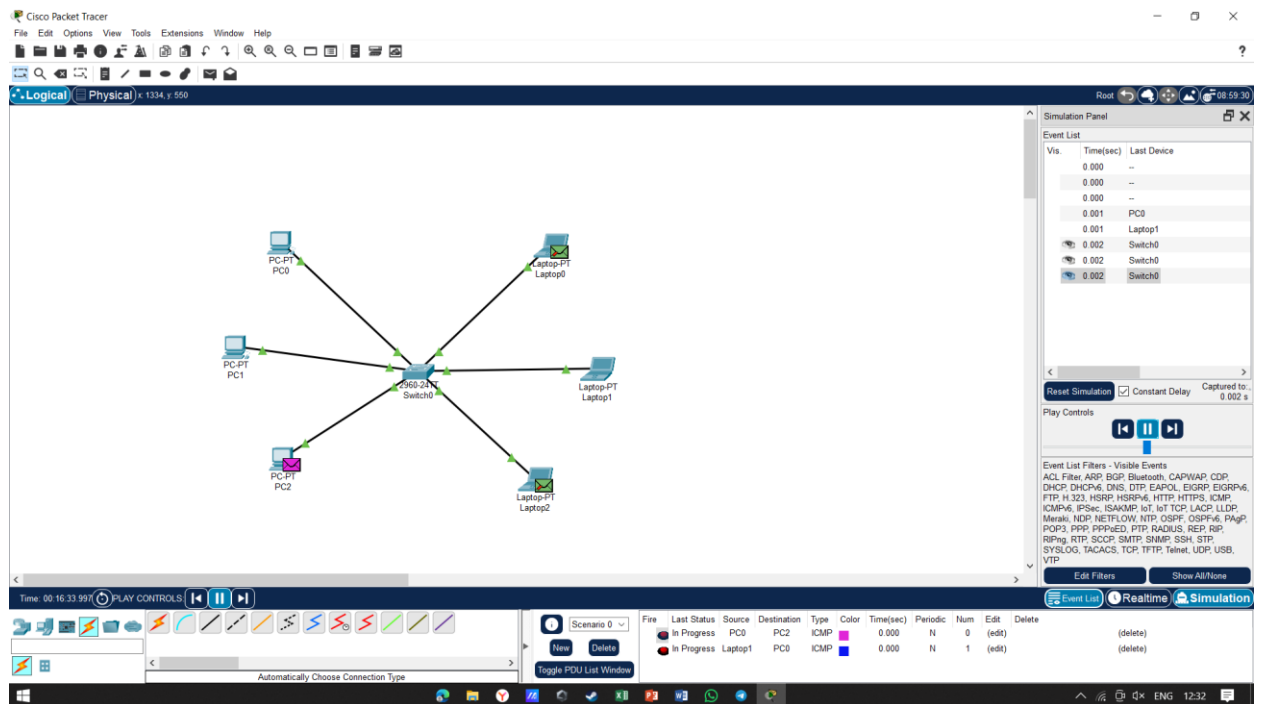 Cisco Packet Tracer
File Edit Options View Tools Extensions Window Help
?
Logical Physical x: 1334, y: 550
Root 08:59:30
Simulation Panel
Event List
Vis. Time(sec) Last Device
0.000 --
0.000 --
0.000 --
0.001 PC0
0.001 Laptop1
0.002 Switch0
0.002 Switch0
0.002 Switch0
PC-PT
PC0
Laptop-PT
Laptop0
PC-PT
PC1
2960-24TT
Switch0
Laptop-PT
Laptop1
PC-PT
PC2
Laptop-PT
Laptop2
Reset Simulation Constant Delay Captured to:
0.002 s
Play Controls
Event List Filters - Visible Events
ACL Filter, ARP, BGP, Bluetooth, CAPWAP, CDP,
DHCP, DHCPv6, DNS, DTP, EAPOL, EIGRP, EIGRPv6,
FTP, H.323, HSRP, HSRPv6, HTTP, HTTPS, ICMP,
ICMPv6, IPSec, ISAKMP, IoT, IoT TCP, LACP, LLDP,
Meraki, NDP, NETFLOW, NTP, OSPF, OSPFv6, PAgP,
POP3, PPP, PPPoED, PTP, RADIUS, REP, RIP,
RIPng, RTP, SCCP, SMTP, SNMP, SSH, STP,
SYSLOG, TACACS, TCP, TFTP, Telnet, UDP, USB,
VTP
Edit Filters Show All/None
Time: 00:16:33.997 PLAY CONTROLS:
Event List Realtime Simulation
Scenario 0
New Delete
Toggle PDU List Window
Fire Last Status Source Destination Type Color Time(sec) Periodic Num Edit Delete
In Progress PC0 PC2 ICMP 0.000 N 0 (edit) (delete)
In Progress Laptop1 PC0 ICMP 0.000 N 1 (edit) (delete)
Automatically Choose Connection Type
ENG 12:32